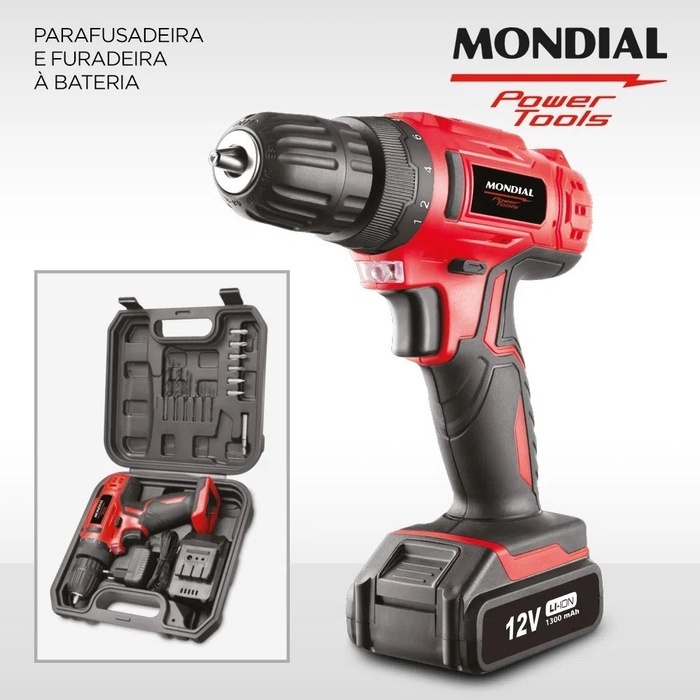 PARAFUSADEIRA
E FURADEIRA
À BATERIA
MONDIAL
Power
Tools
MONDIAL
Power
Tools
6
4
2
1
12V
LI-ION
1300 mAh